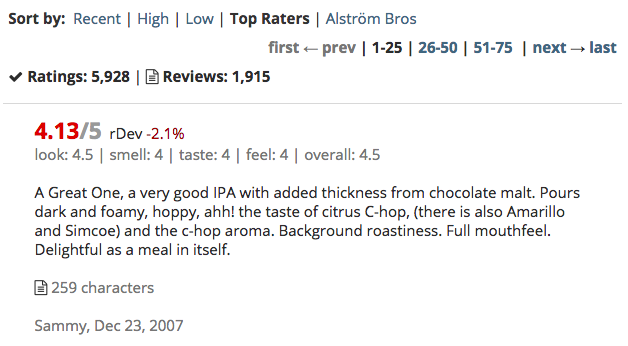 Sort by: Recent | High | Low | Top Raters | Alström Bros
first ← prev | 1-25 | 26-50 | 51-75 | next → last
✔ Ratings: 5,928 | Reviews: 1,915
4.13/5 rDev -2.1%
look: 4.5 | smell: 4 | taste: 4 | feel: 4 | overall: 4.5
A Great One, a very good IPA with added thickness from chocolate malt. Pours
dark and foamy, hoppy, ahh! the taste of citrus C-hop, (there is also Amarillo
and Simcoe) and the c-hop aroma. Background roastiness. Full mouthfeel.
Delightful as a meal in itself.
259 characters
Sammy, Dec 23, 2007